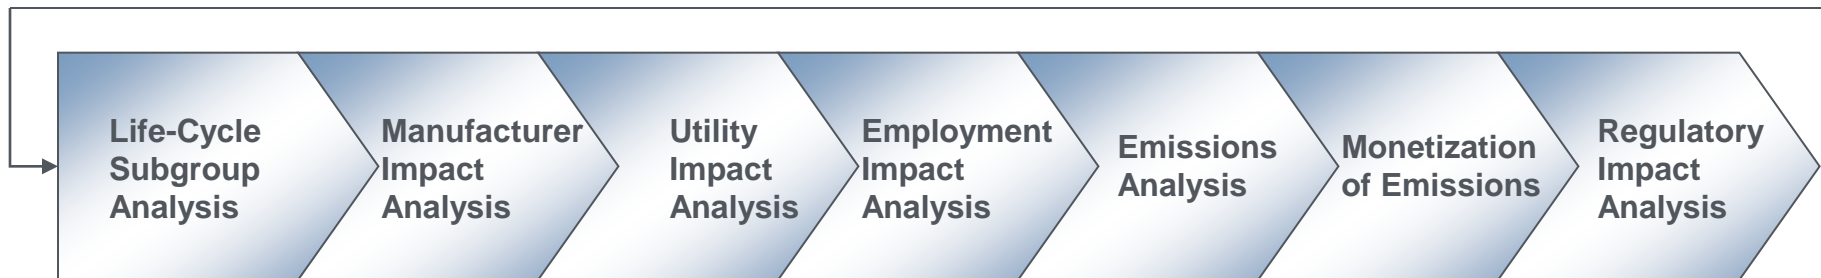 Life-Cycle
Subgroup
Analysis
Manufacturer
Impact
Analysis
Utility
Impact
Analysis
Employment
Impact
Analysis
Emissions
Analysis
Monetization
of Emissions
Regulatory
Impact
Analysis